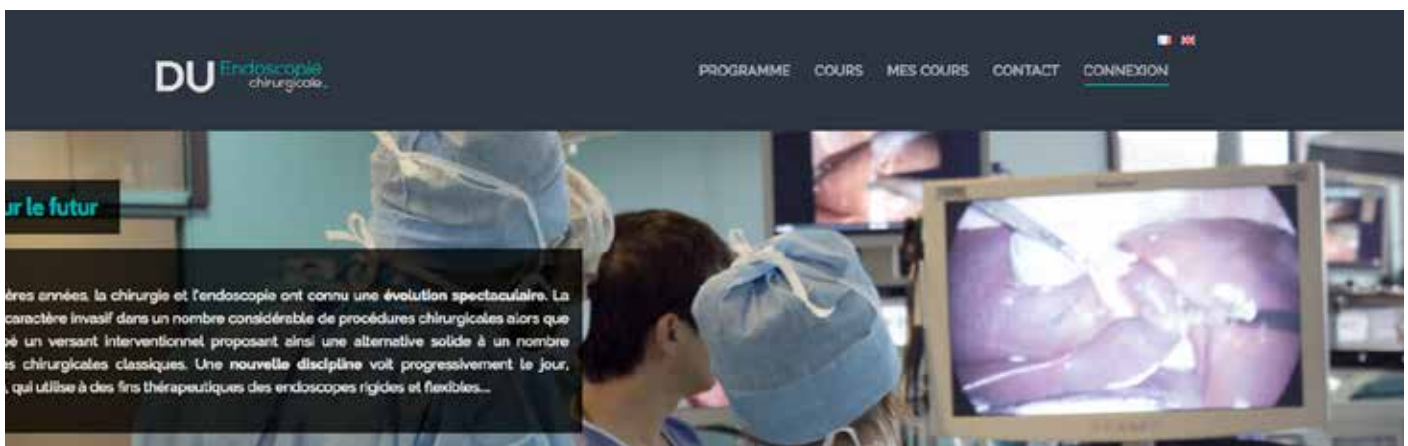 DU Endoscopie
chirurgicale_
PROGRAMME COURS MES COURS CONTACT CONNEXION
ur le futur
ères années, la chirurgie et l'endoscopie ont connu une évolution spectaculaire. La
caractère invasif dans un nombre considérable de procédures chirurgicales alors que
pé un versant interventionnel proposant ainsi une alternative solide à un nombre
s chirurgicales classiques. Une nouvelle discipline voit progressivement le jour,
, qui utilise à des fins thérapeutiques des endoscopes rigides et flexibles...